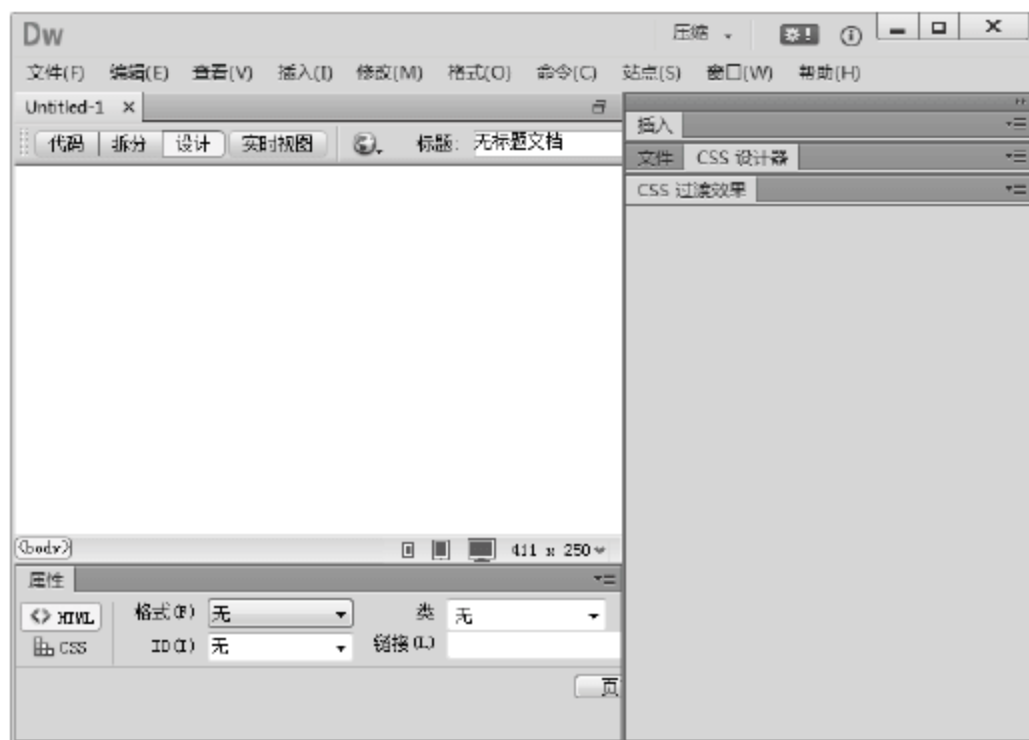 Dw 压缩
文件(F) 编辑(E) 查看(V) 插入(I) 修改(M) 格式(O) 命令(C) 站点(S) 窗口(W) 帮助(H)
Untitled-1 ×
代码 拆分 设计 实时视图 标题: 无标题文档
插入
文件 CSS 设计器
CSS 过渡效果
<body> 411 x 250
属性
<> HTML 格式(F) 无 类 无
CSS ID(I) 无 链接(L)
页